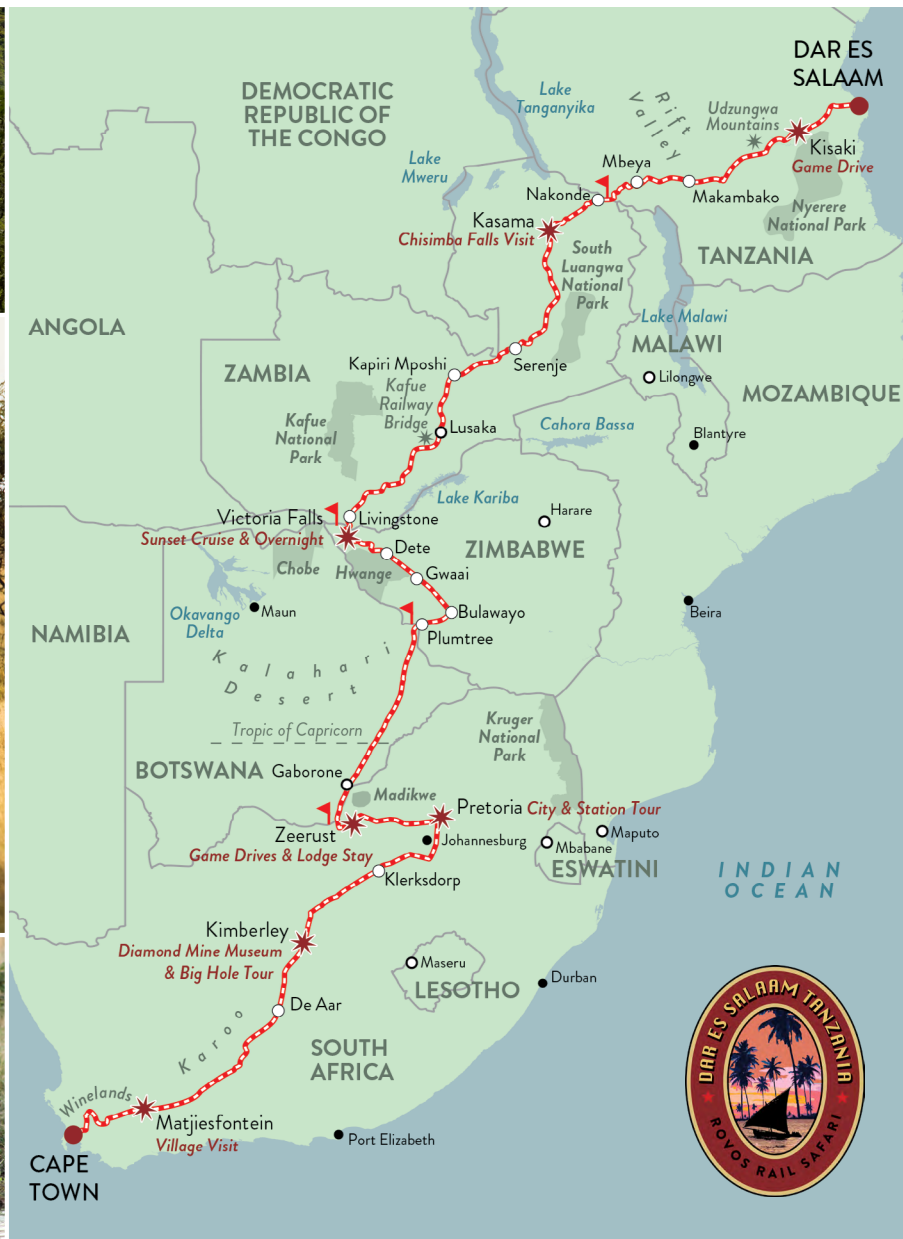 DAR ES
SALAAM
DEMOCRATIC
REPUBLIC OF
THE CONGO
Lake
Tanganyika
Rift
Valley
Udzungwa
Mountains
Kisaki
Game Drive
Lake
Mweru
Mbeya
Nakonde
Makambako
Nyerere
National Park
Kasama
Chisimba Falls Visit
TANZANIA
South
Luangwa
National
Park
ANGOLA
Lake Malawi
MALAWI
ZAMBIA
Kapiri Mposhi
Serenje
Lilongwe
MOZAMBIQUE
Kafue
Railway
Bridge
Kafue
National
Park
Lusaka
Cahora Bassa
Blantyre
Lake Kariba
Victoria Falls
Livingstone
Harare
Sunset Cruise & Overnight
Dete
ZIMBABWE
Chobe
Hwange
Gwaai
Okavango
Delta
Maun
Bulawayo
Beira
NAMIBIA
Plumtree
Kalahari
Desert
Tropic of Capricorn
Kruger
National
Park
BOTSWANA
Gaborone
Madikwe
Pretoria City & Station Tour
Zeerust
Johannesburg
Maputo
Mbabane
Game Drives & Lodge Stay
ESWATINI
Klerksdorp
INDIAN
OCEAN
Kimberley
Diamond Mine Museum
& Big Hole Tour
Maseru
LESOTHO
Durban
De Aar
Karoo
SOUTH
AFRICA
Winelands
Matjiesfontein
Village Visit
Port Elizabeth
CAPE
TOWN
DAR ES SALAAM TANZANIA
ROVOS RAIL SAFARI